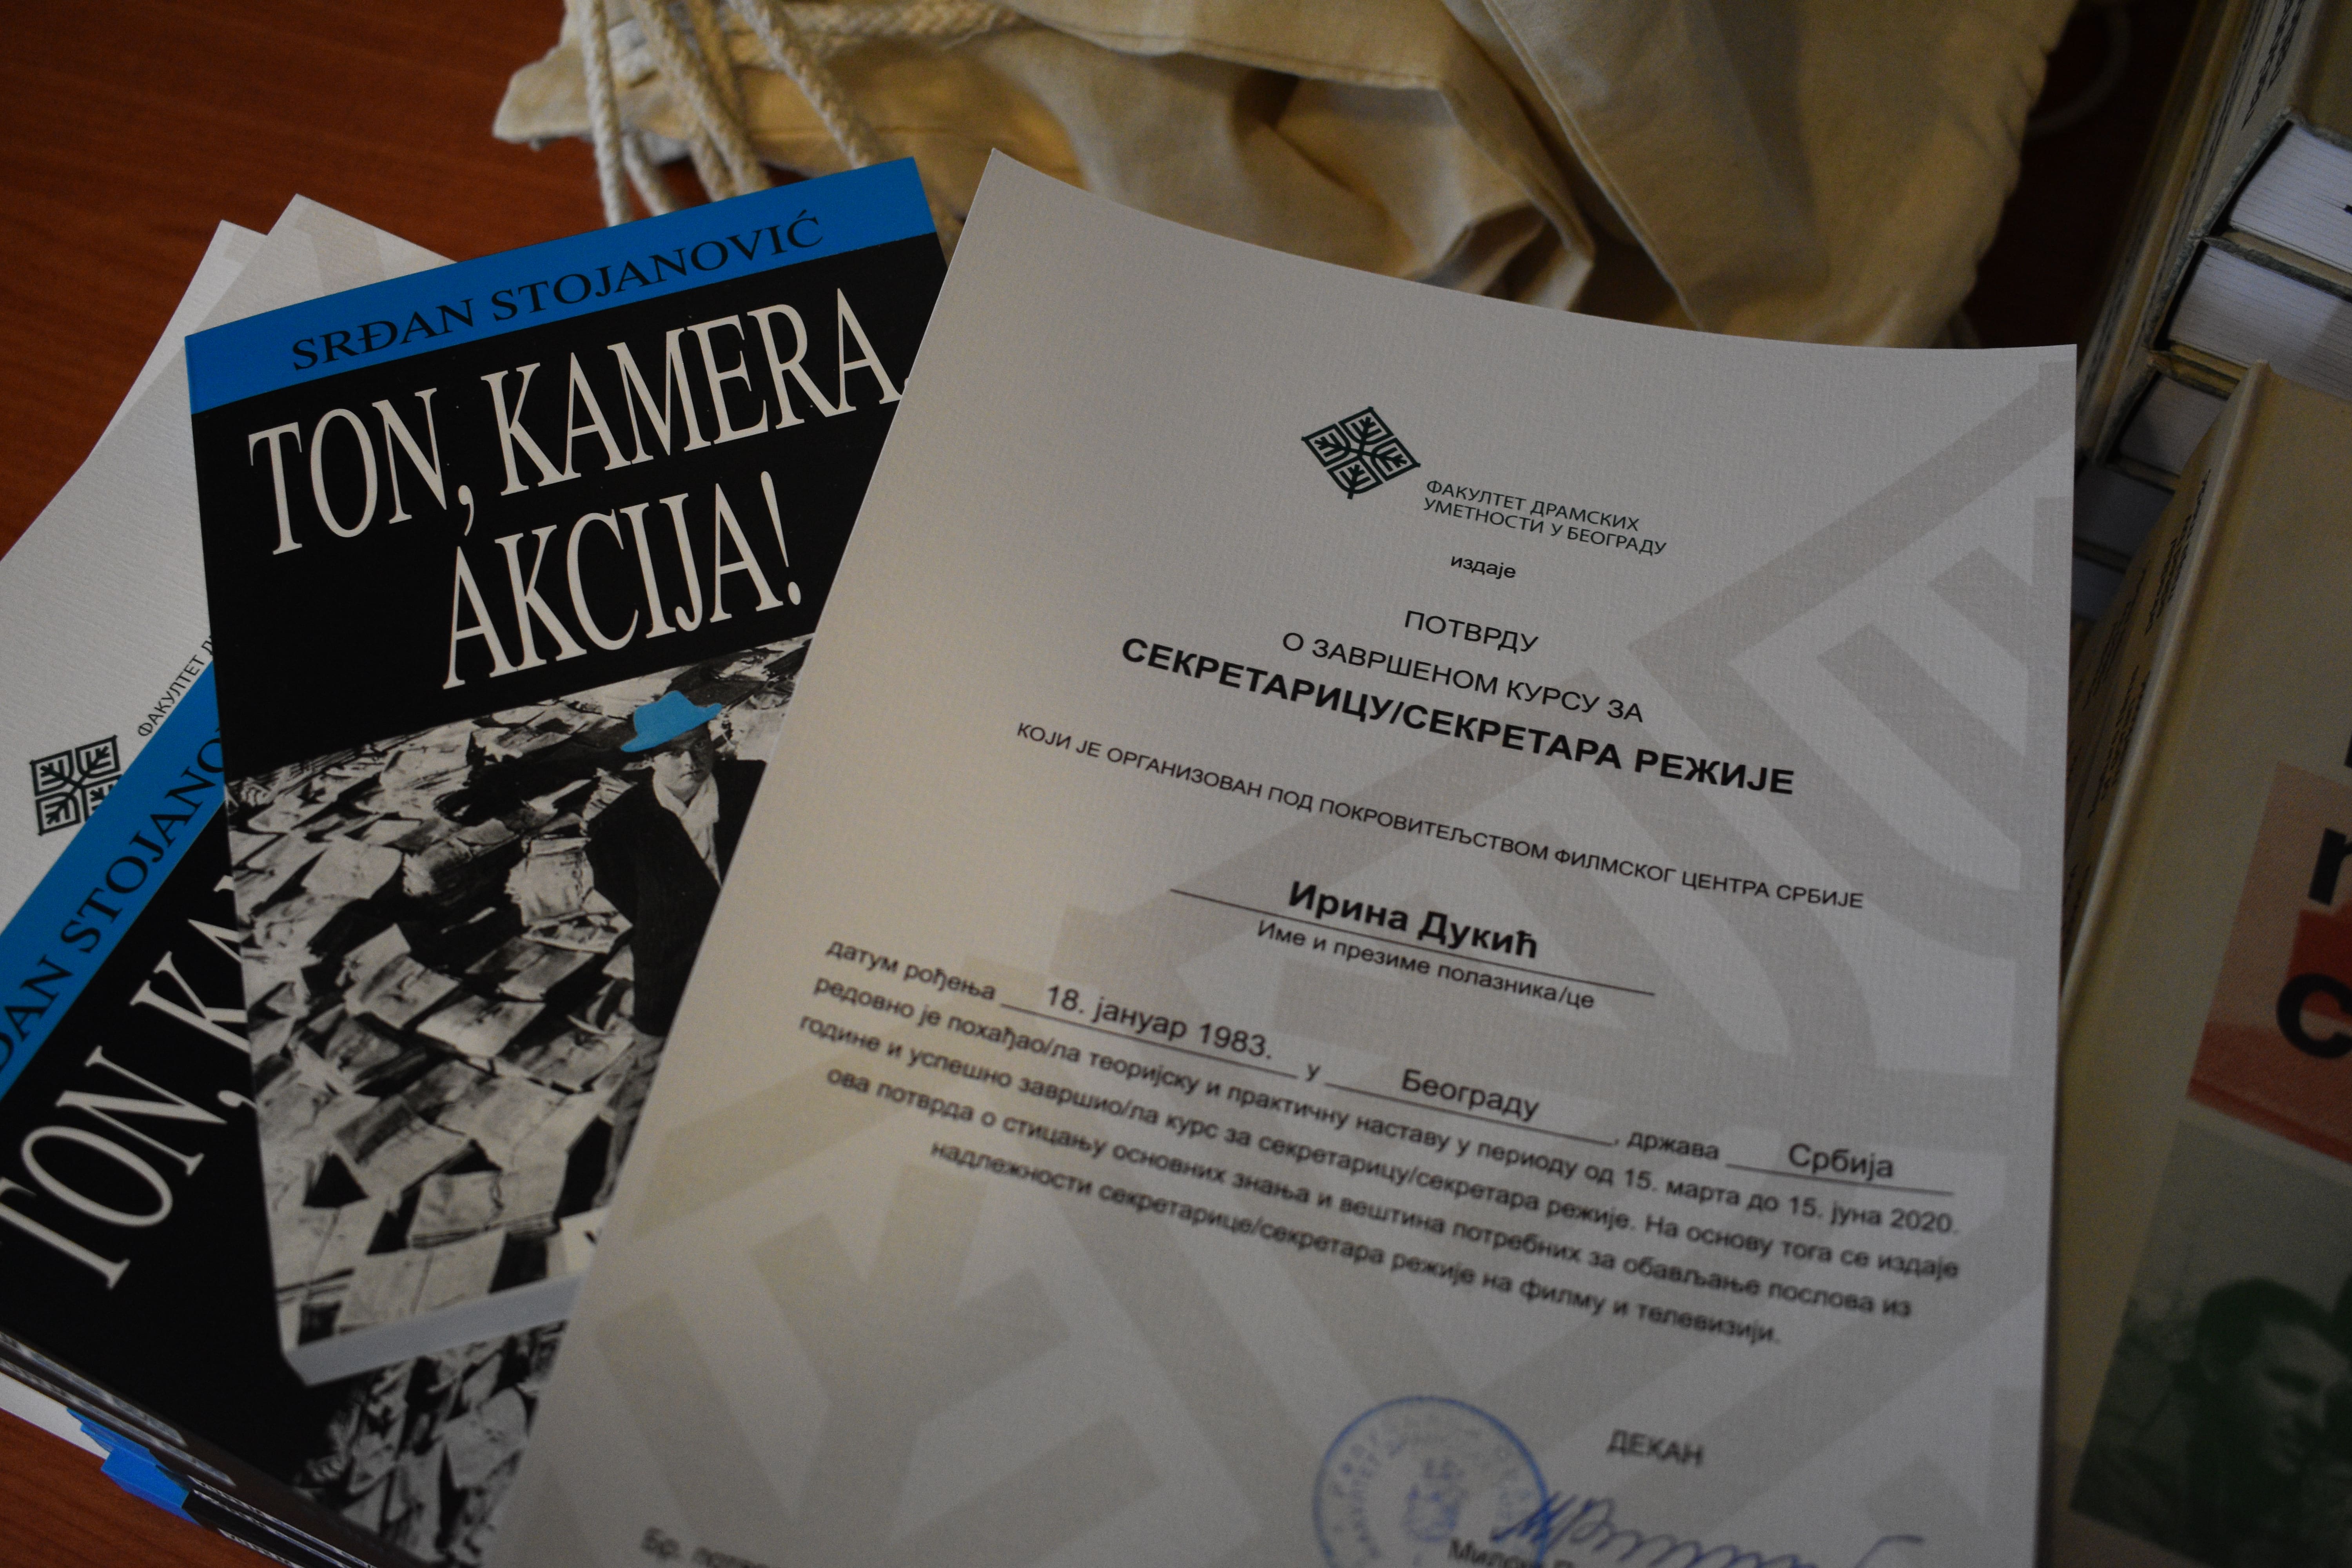 SRĐAN STOJANOVIĆ
TON, KAMERA,
AKCIJA!
ФАКУЛТЕТ
TON, KA
ФАКУЛТЕТ ДРАМСКИХ
УМЕТНОСТИ У БЕОГРАДУ
издаје
ПОТВРДУ
О ЗАВРШЕНОМ КУРСУ ЗА
СЕКРЕТАРИЦУ/СЕКРЕТАРА РЕЖИЈЕ
КОЈИ ЈЕ ОРГАНИЗОВАН ПОД ПОКРОВИТЕЉСТВОМ ФИЛМСКОГ ЦЕНТРА СРБИЈЕ
Ирина Дукић
Име и презиме полазника/це
датум рођења 18. јануар 1983. у Београду, држава Србија
редовно је похађао/ла теоријску и практичну наставу у периоду од 15. марта до 15. јуна 2020.
године и успешно завршио/ла курс за секретарицу/секретара режије. На основу тога се издаје
ова потврда о стицању основних знања и вештина потребних за обављање послова из
надлежности секретарице/секретара режије на филму и телевизији.
ДЕКАН
Бр.